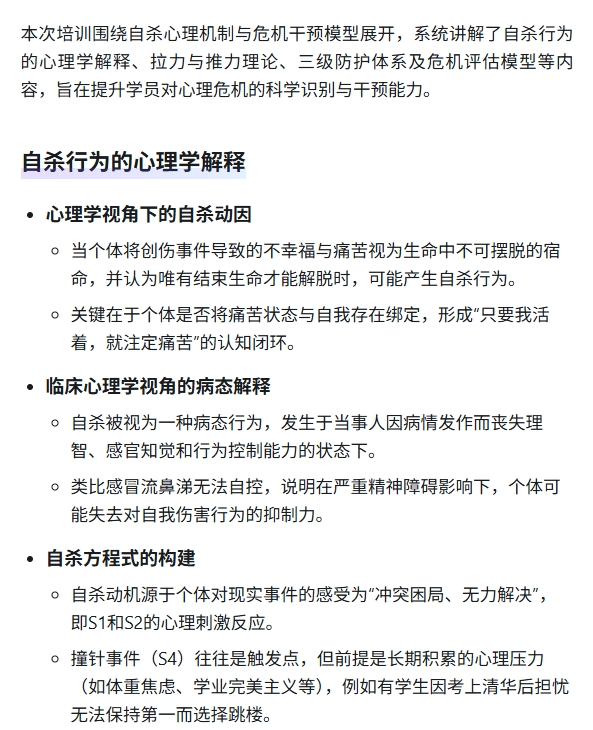 本次培训围绕自杀心理机制与危机干预模型展开，系统讲解了自杀行为
的心理学解释、拉力与推力理论、三级防护体系及危机评估模型等内
容，旨在提升学员对心理危机的科学识别与干预能力。
自杀行为的心理学解释
• 心理学视角下的自杀动因
◦ 当个体将创伤事件导致的不幸福与痛苦视为生命中不可摆脱的宿
命，并认为唯有结束生命才能解脱时，可能产生自杀行为。
◦ 关键在于个体是否将痛苦状态与自我存在绑定，形成“只要我活
着，就注定痛苦”的认知闭环。
• 临床心理学视角的病态解释
◦ 自杀被视为一种病态行为，发生于当事人因病情发作而丧失理
智、感官知觉和行为控制能力的状态下。
◦ 类比感冒流鼻涕无法自控，说明在严重精神障碍影响下，个体可
能失去对自我伤害行为的抑制力。
• 自杀方程式的构建
◦ 自杀动机源于个体对现实事件的感受为“冲突困局、无力解决”，
即S1和S2的心理刺激反应。
◦ 撞针事件（S4）往往是触发点，但前提是长期积累的心理压力
（如体重焦虑、学业完美主义等），例如有学生因考上清华后担忧
无法保持第一而选择跳楼。